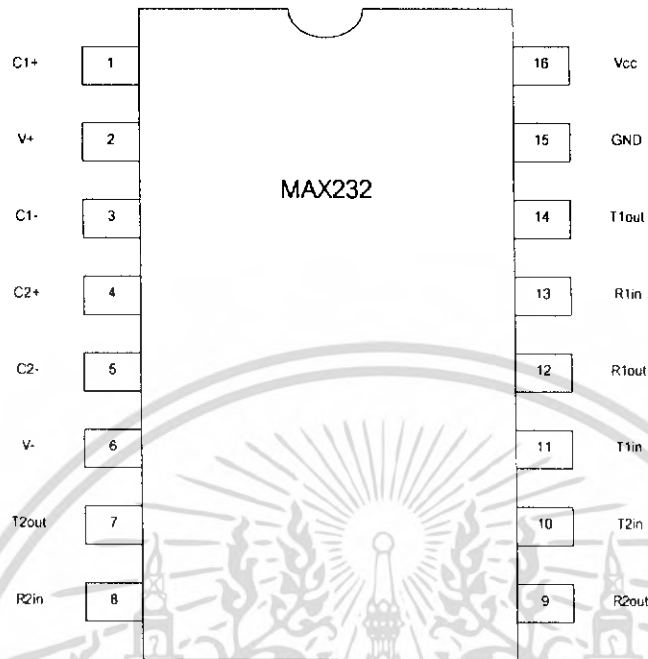 C1+ 1 16 Vcc
V+ 2 15 GND
MAX232
C1- 3 14 T1out
C2+ 4 13 R1in
C2- 5 12 R1out
V- 6 11 T1in
T2out 7 10 T2in
R2in 8 9 R2out